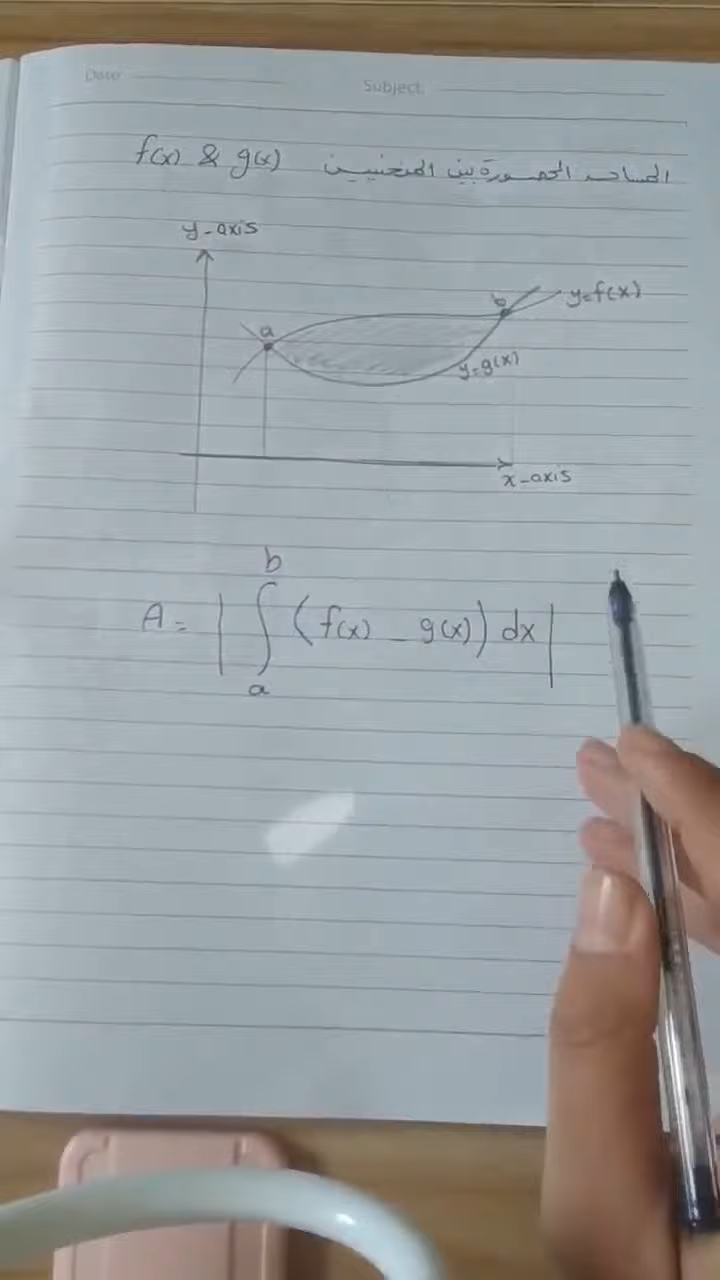 Date
Subject
المساحة المحصورة بين المنحنيين f(x) & g(x)
y-axis
a
b
y=f(x)
y=g(x)
x-axis
b
A = | ∫ (f(x) - g(x)) dx |
a